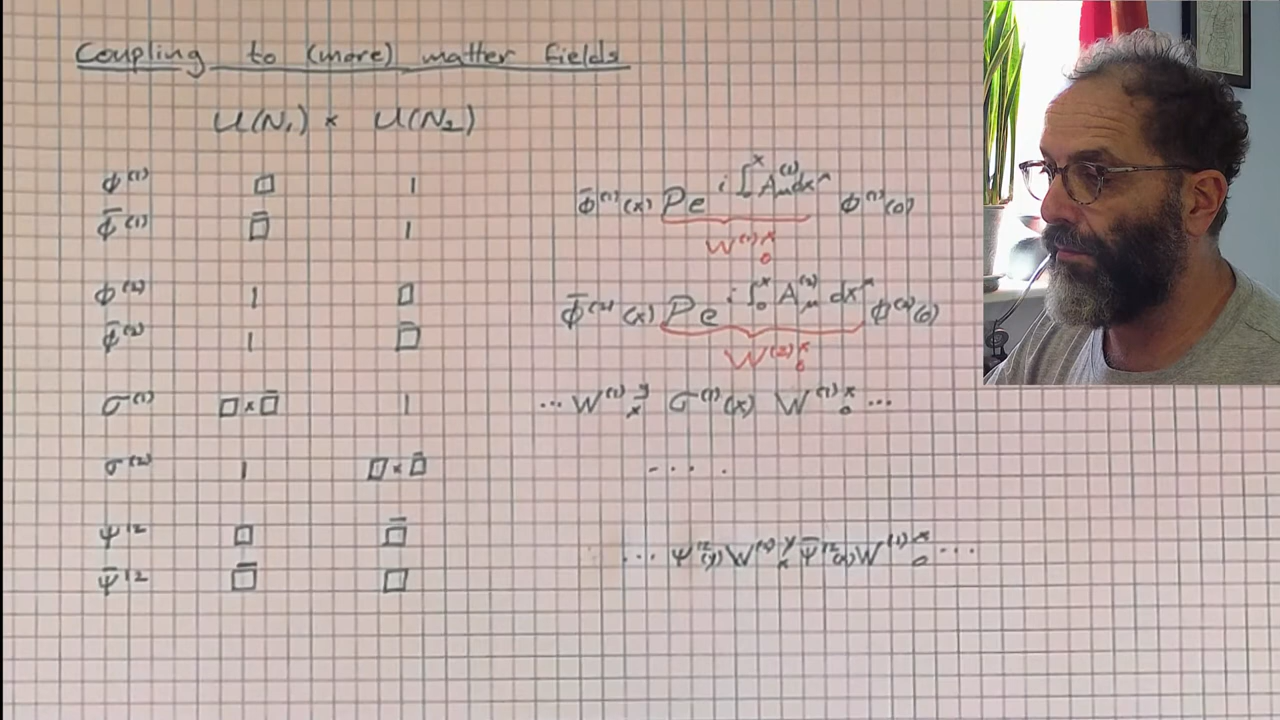 Coupling to (more) matter fields
U(N₁) × U(N₂)
ϕ⁽¹⁾ □ 1 ϕ̄⁽¹⁾(x) P e^{i∫₀ˣ A_μ⁽¹⁾dx^μ} ϕ⁽¹⁾(0)
ϕ̄⁽¹⁾ □̄ 1 W⁽¹⁾ˣ₀
ϕ⁽²⁾ 1 □ ϕ̄⁽²⁾(x) P e^{i∫₀ˣ A_μ⁽²⁾ dx^μ} ϕ⁽²⁾(0)
ϕ̄⁽²⁾ 1 □̄ W⁽²⁾ˣ₀
σ⁽¹⁾ □×□̄ 1 ... W⁽¹⁾ʸₓ σ⁽¹⁾(x) W⁽¹⁾ˣ₀ ...
σ⁽²⁾ 1 □×□̄ ....
ψ¹² □ □̄ ... ψ¹²(y) W⁽²⁾ʸₓ ψ̄¹²(x) W⁽¹⁾ˣ₀ ...
ψ̄¹² □̄ □